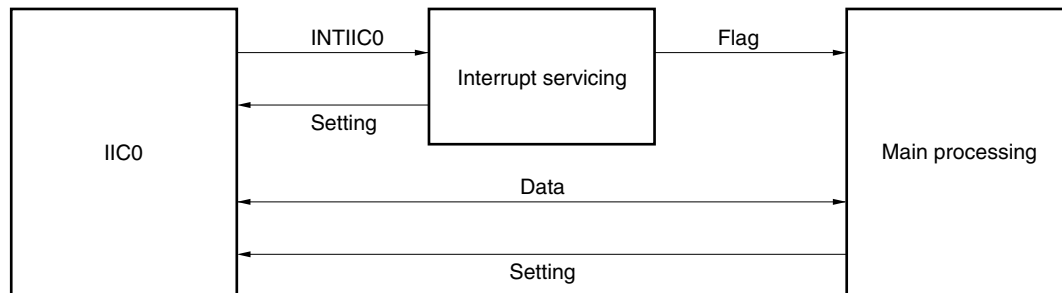 INTIIC0
Flag
Interrupt servicing
Setting
IIC0
Main processing
Data
Setting